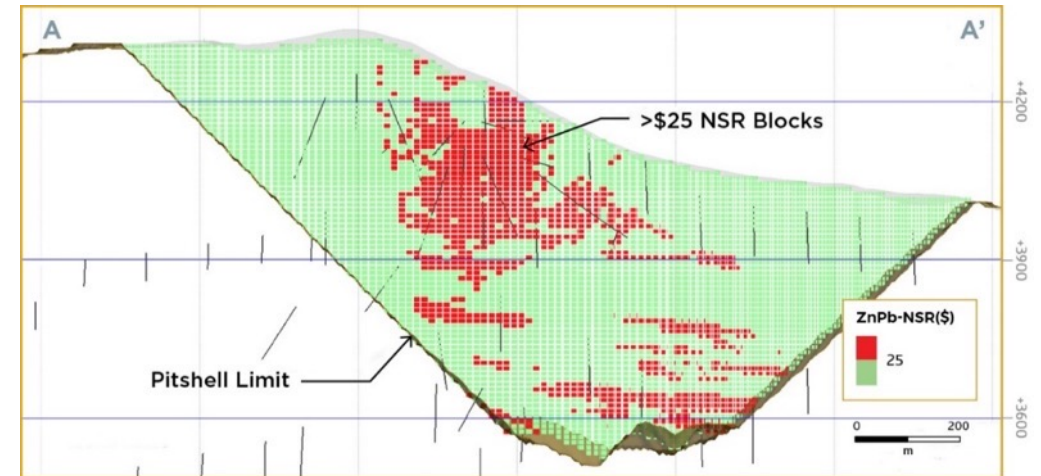 A
A'
+4200
>$25 NSR Blocks
+3900
ZnPb-NSR($)
25
Pitshell Limit
+3600
0 200
m